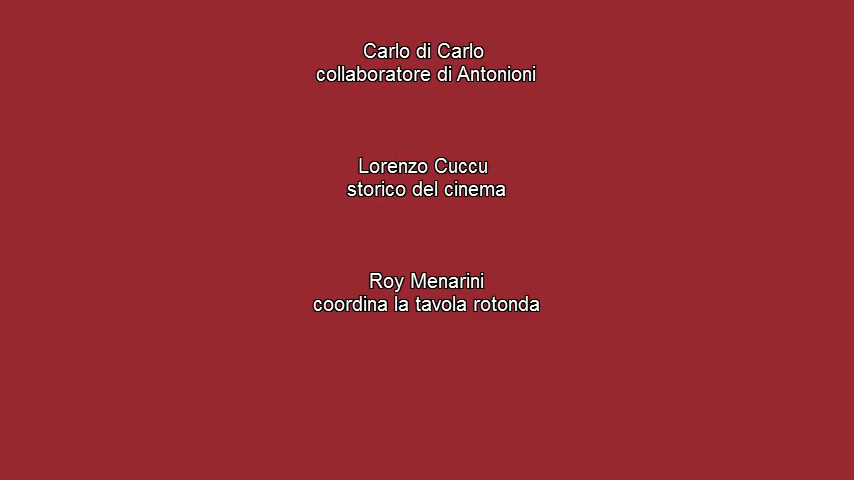 Carlo di Carlo
collaboratore di Antonioni
Lorenzo Cuccu
storico del cinema
Roy Menarini
coordina la tavola rotonda